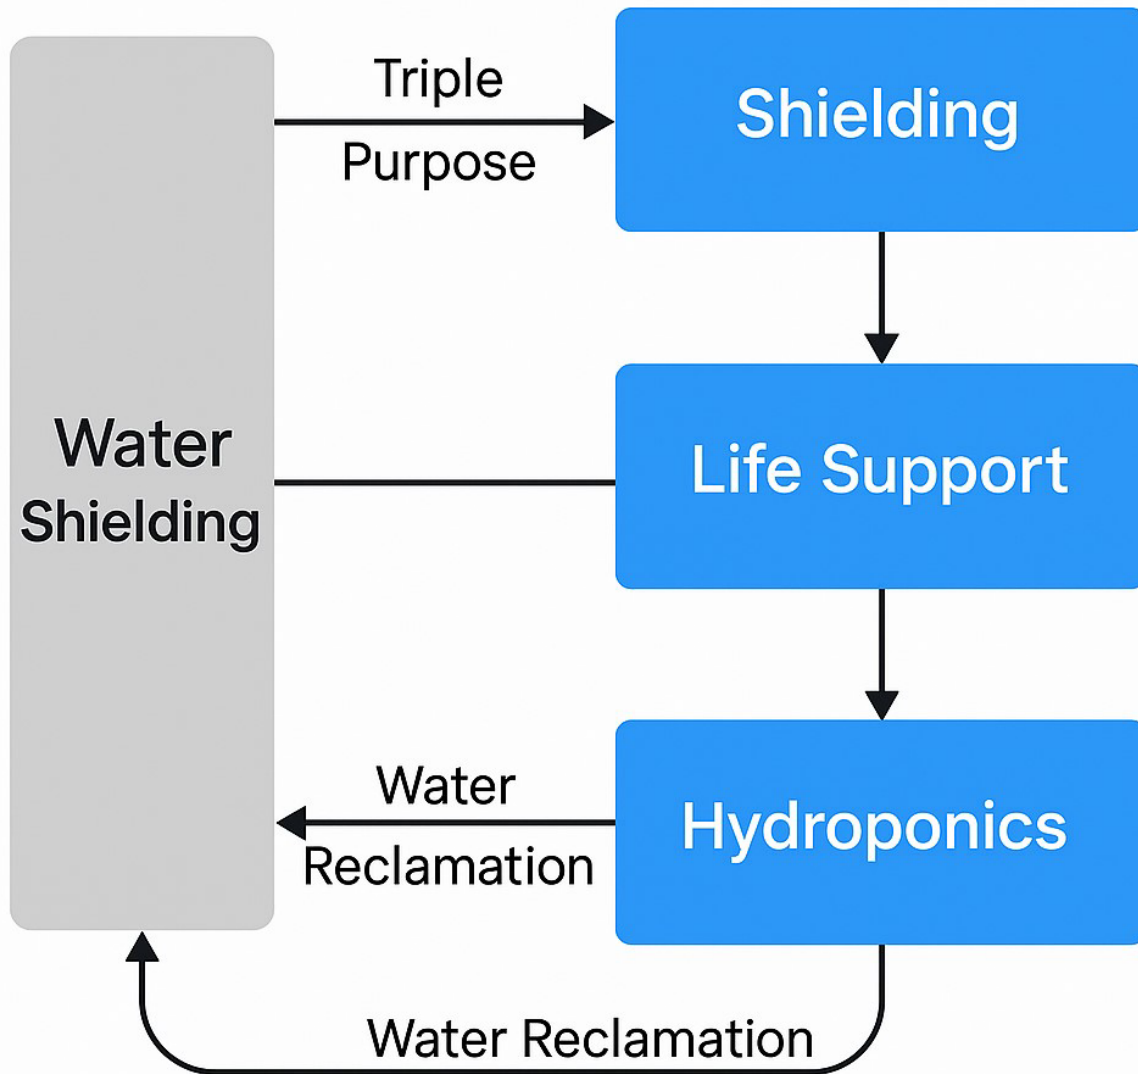 Triple
Purpose
Shielding
Water
Shielding
Life Support
Water
Reclamation
Hydroponics
Water Reclamation